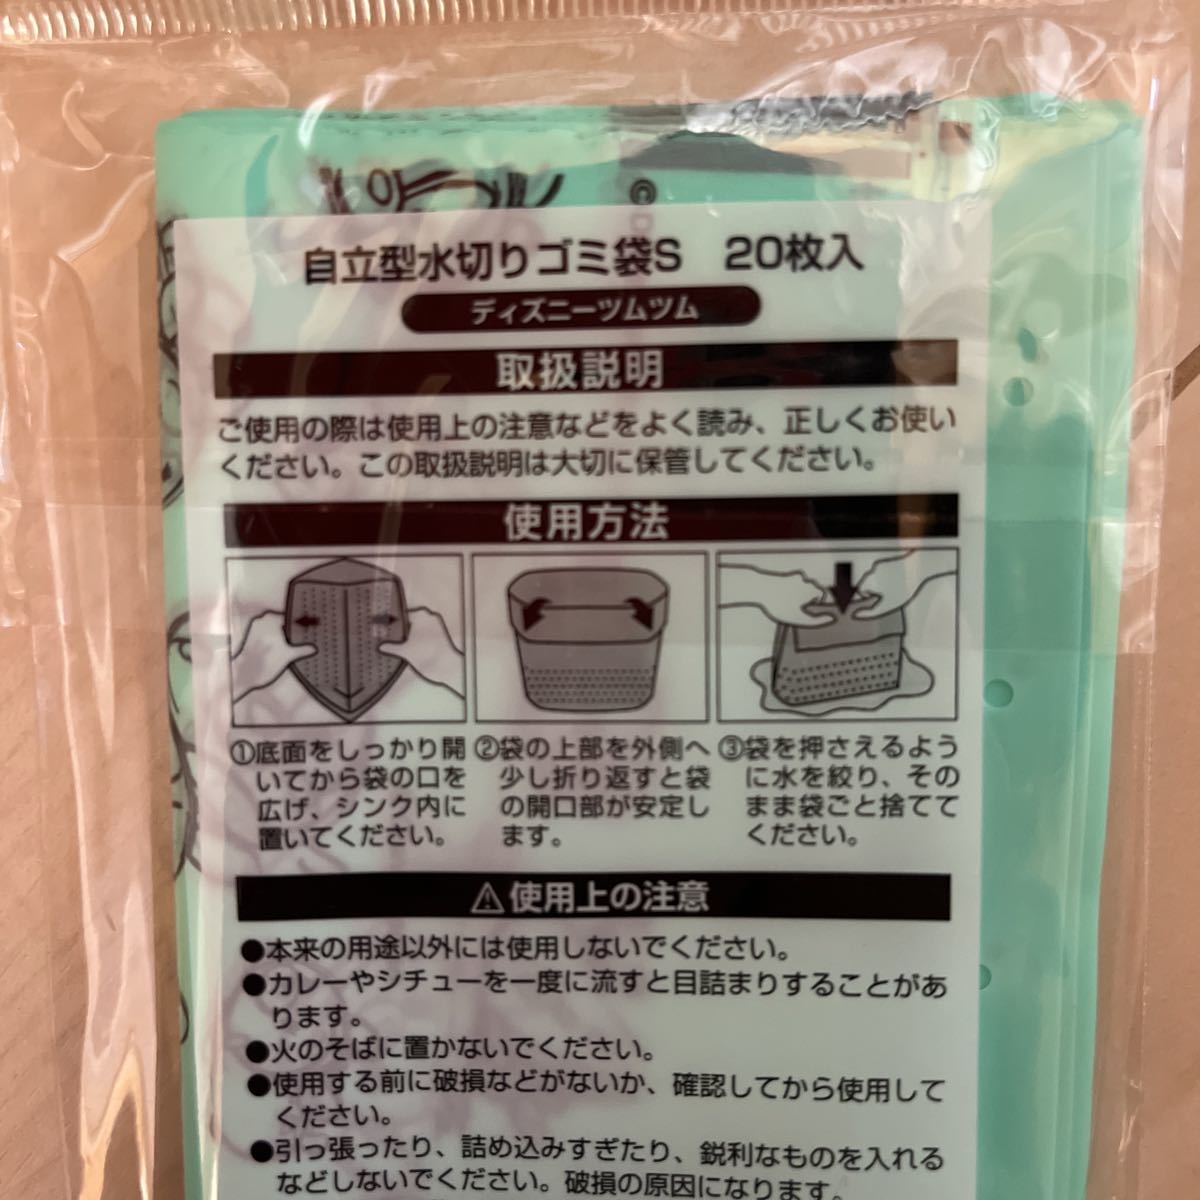 ©D
自立型水切りゴミ袋S 20枚入
ディズニーツムツム
取扱説明
ご使用の際は使用上の注意などをよく読み、正しくお使い
ください。この取扱説明は大切に保管してください。
使用方法
①底面をしっかり開
いてから袋の口を
広げ、シンク内に
置いてください。
②袋の上部を外側へ
少し折り返すと袋
の開口部が安定し
ます。
③袋を押さえるよう
に水を絞り、その
まま袋ごと捨てて
ください。
⚠使用上の注意
●本来の用途以外には使用しないでください。
●カレーやシチューを一度に流すと目詰まりすることがあ
ります。
●火のそばに置かないでください。
●使用する前に破損などがないか、確認してから使用して
ください。
●引っ張ったり、詰め込みすぎたり、鋭利なものを入れる
などしないでください。破損の原因になります。